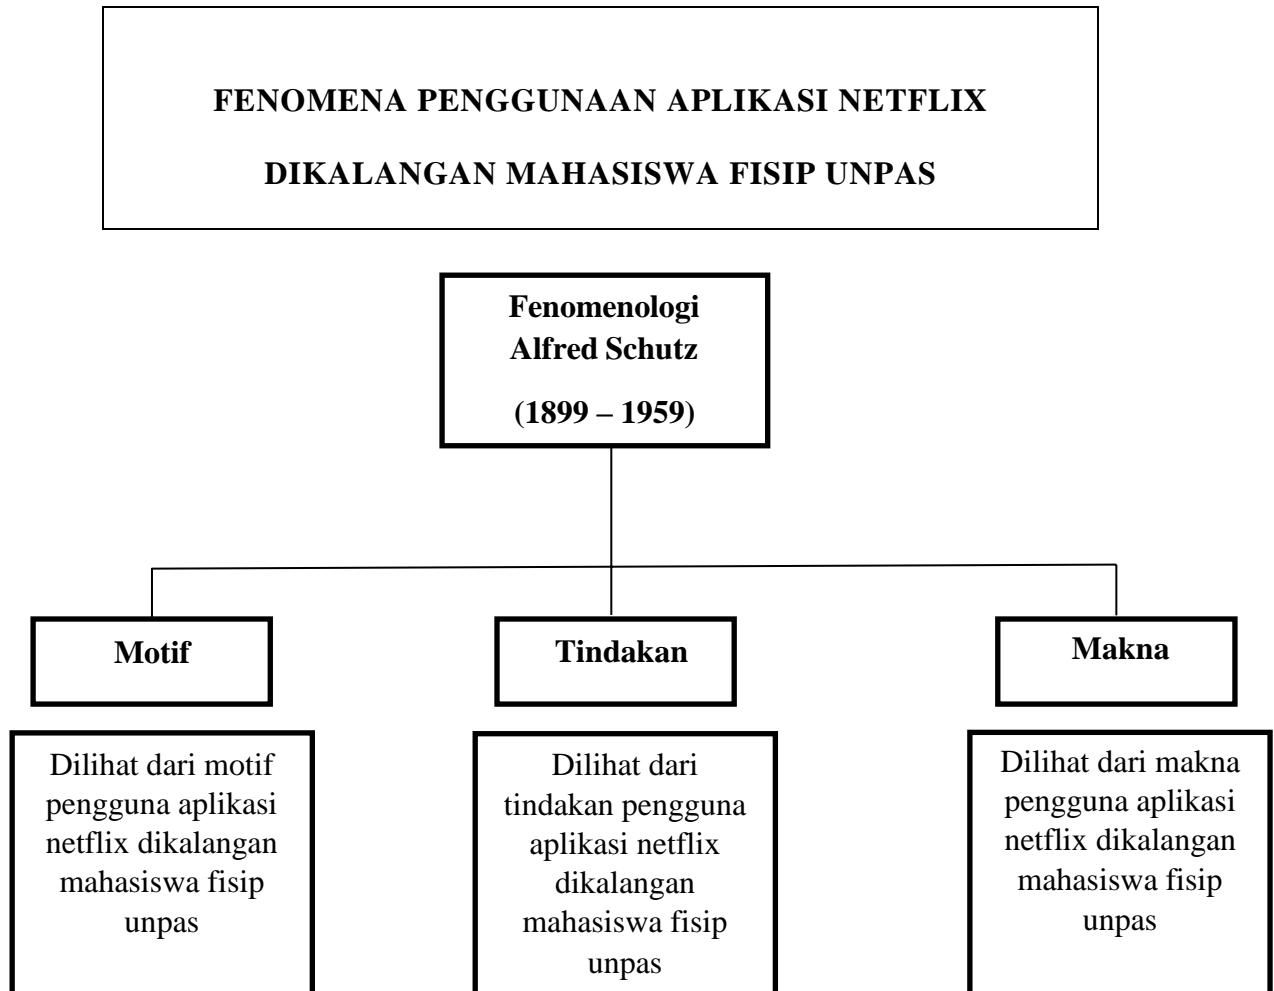 FENOMENA PENGGUNAAN APLIKASI NETFLIX
DIKALANGAN MAHASISWA FISIP UNPAS
Fenomenologi
Alfred Schutz
(1899 – 1959)
Motif
Tindakan
Makna
Dilihat dari motif
pengguna aplikasi
netflix dikalangan
mahasiswa fisip
unpas
Dilihat dari
tindakan pengguna
aplikasi netflix
dikalangan
mahasiswa fisip
unpas
Dilihat dari makna
pengguna aplikasi
netflix dikalangan
mahasiswa fisip
unpas